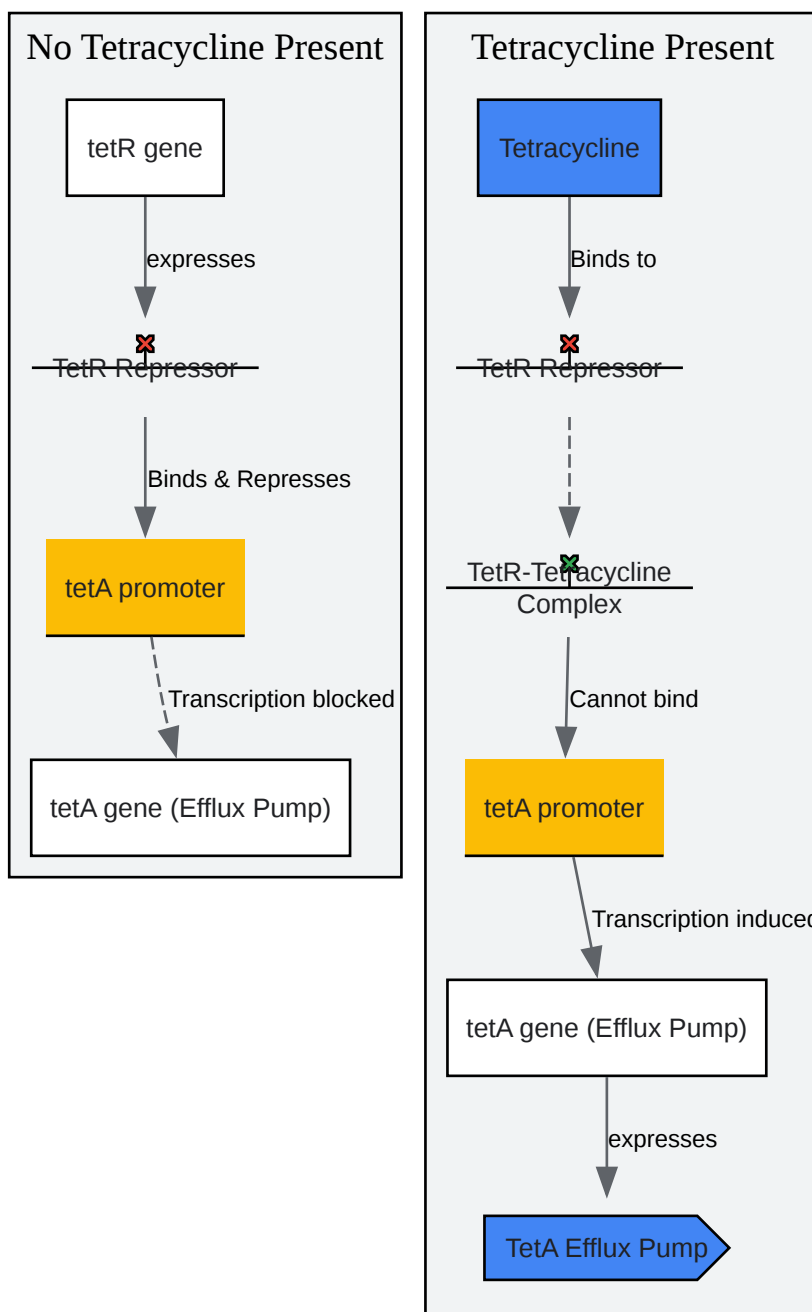 No Tetracycline Present
tetR gene
expresses
TetR Repressor
Binds & Represses
tetA promoter
Transcription blocked
tetA gene (Efflux Pump)
Tetracycline Present
Tetracycline
Binds to
TetR Repressor
TetR-Tetracycline
Complex
Cannot bind
tetA promoter
Transcription induced
tetA gene (Efflux Pump)
expresses
TetA Efflux Pump